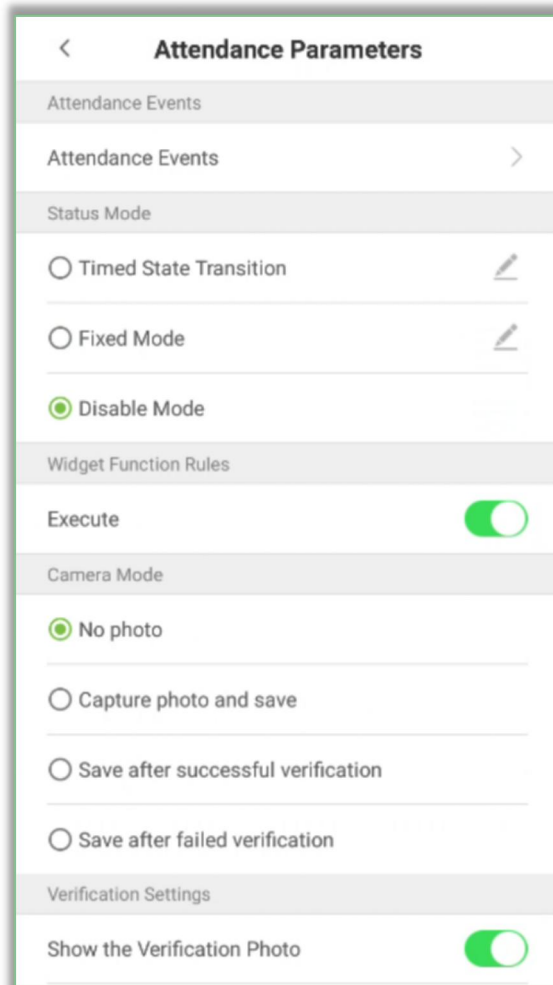 Attendance Parameters
Attendance Events
Attendance Events
Status Mode
Timed State Transition
Fixed Mode
Disable Mode
Widget Function Rules
Execute
Camera Mode
No photo
Capture photo and save
Save after successful verification
Save after failed verification
Verification Settings
Show the Verification Photo